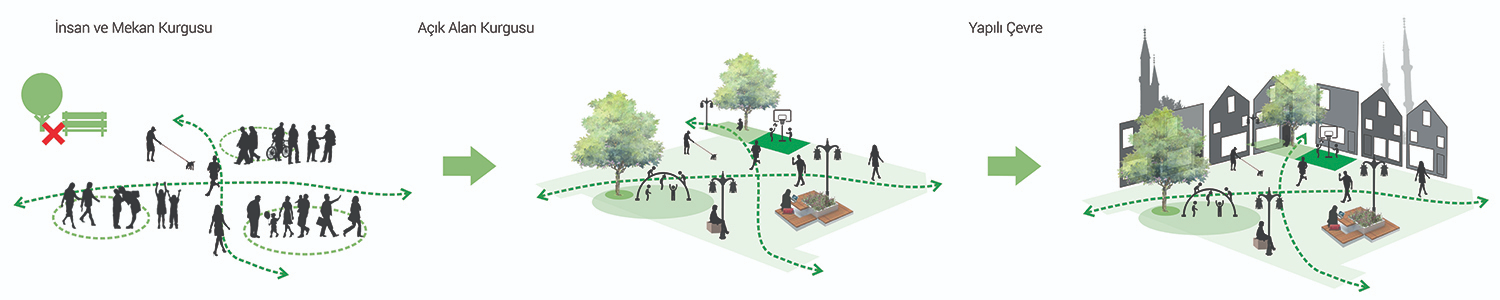 İnsan ve Mekan Kurgusu
Açık Alan Kurgusu
Yapılı Çevre